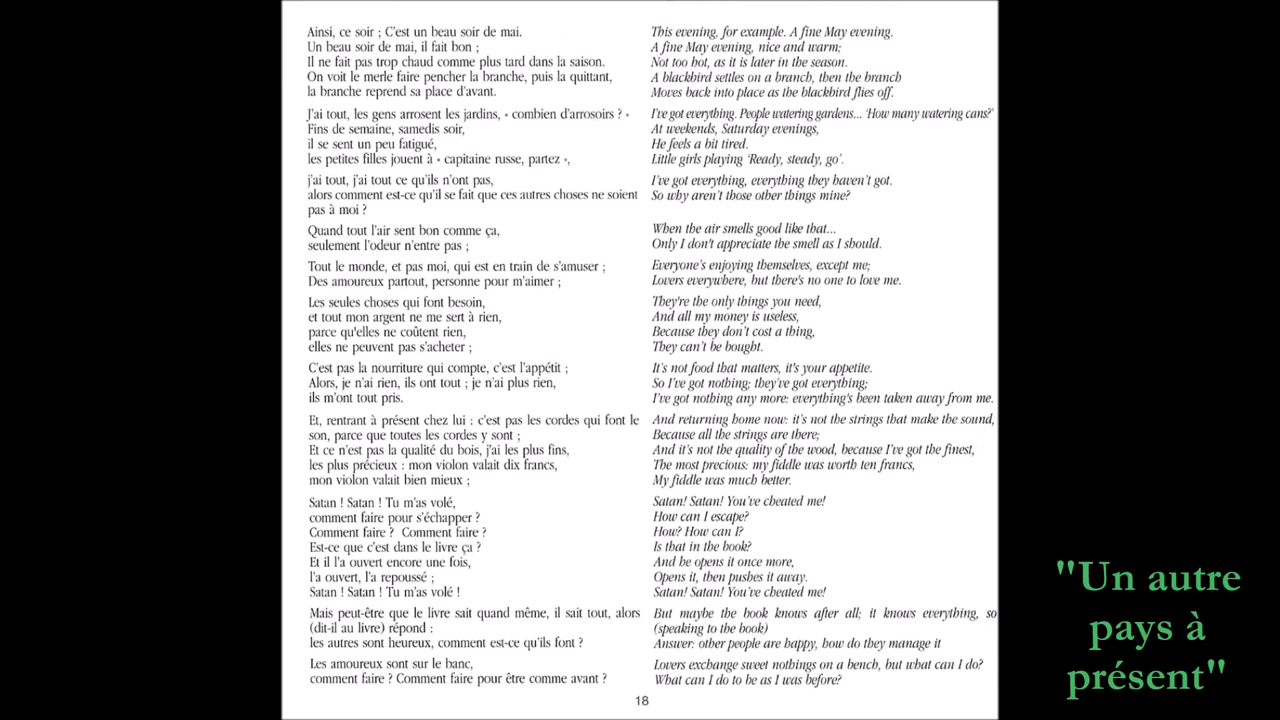 Ainsi, ce soir ; C'est un beau soir de mai.
Un beau soir de mai, il fait bon ;
Il ne fait pas trop chaud comme plus tard dans la saison.
On voit le merle faire pencher la branche, puis la quittant,
la branche reprend sa place d'avant.
J'ai tout, les gens arrosent les jardins, « combien d'arrosoirs ? »
Fins de semaine, samedis soir,
il se sent un peu fatigué,
les petites filles jouent à « capitaine russe, partez »,
j'ai tout, j'ai tout ce qu'ils n'ont pas,
alors comment est-ce qu'il se fait que ces autres choses ne soient
pas à moi ?
Quand tout l'air sent bon comme ça,
seulement l'odeur n'entre pas ;
Tout le monde, et pas moi, qui est en train de s'amuser ;
Des amoureux partout, personne pour m'aimer ;
Les seules choses qui font besoin,
et tout mon argent ne me sert à rien,
parce qu'elles ne coûtent rien,
elles ne peuvent pas s'acheter ;
C'est pas la nourriture qui compte, c'est l'appétit ;
Alors, je n'ai rien, ils ont tout ; je n'ai plus rien,
ils m'ont tout pris.
Et, rentrant à présent chez lui : c'est pas les cordes qui font le
son, parce que toutes les cordes y sont ;
Et ce n'est pas la qualité du bois, j'ai les plus fins,
les plus précieux : mon violon valait dix francs,
mon violon valait bien mieux ;
Satan ! Satan ! Tu m'as volé,
comment faire pour s'échapper ?
Comment faire ? Comment faire ?
Est-ce que c'est dans le livre ça ?
Et il l'a ouvert encore une fois,
l'a ouvert, l'a repoussé ;
Satan ! Satan ! Tu m'as volé !
Mais peut-être que le livre sait quand même, il sait tout, alors
(dit-il au livre) répond :
les autres sont heureux, comment est-ce qu'ils font ?
Les amoureux sont sur le banc,
comment faire ? Comment faire pour être comme avant ?
This evening, for example. A fine May evening.
A fine May evening, nice and warm;
Not too hot, as it is later in the season.
A blackbird settles on a branch, then the branch
Moves back into place as the blackbird flies off.
I've got everything. People watering gardens... 'How many watering cans?'
At weekends, Saturday evenings,
He feels a bit tired.
Little girls playing 'Ready, steady, go'.
I've got everything, everything they haven't got.
So why aren't those other things mine?
When the air smells good like that...
Only I don't appreciate the smell as I should.
Everyone's enjoying themselves, except me;
Lovers everywhere, but there's no one to love me.
They're the only things you need,
And all my money is useless,
Because they don't cost a thing,
They can't be bought.
It's not food that matters, it's your appetite.
So I've got nothing; they've got everything;
I've got nothing any more: everything's been taken away from me.
And returning home now: it's not the strings that make the sound,
Because all the strings are there;
And it's not the quality of the wood, because I've got the finest,
The most precious: my fiddle was worth ten francs,
My fiddle was much better.
Satan! Satan! You've cheated me!
How can I escape?
How? How can I?
Is that in the book?
And he opens it once more,
Opens it, then pushes it away.
Satan! Satan! You've cheated me!
But maybe the book knows after all; it knows everything, so
(speaking to the book)
Answer: other people are happy, how do they manage it
Lovers exchange sweet nothings on a bench, but what can I do?
What can I do to be as I was before?
18
"Un autre
pays à
présent"